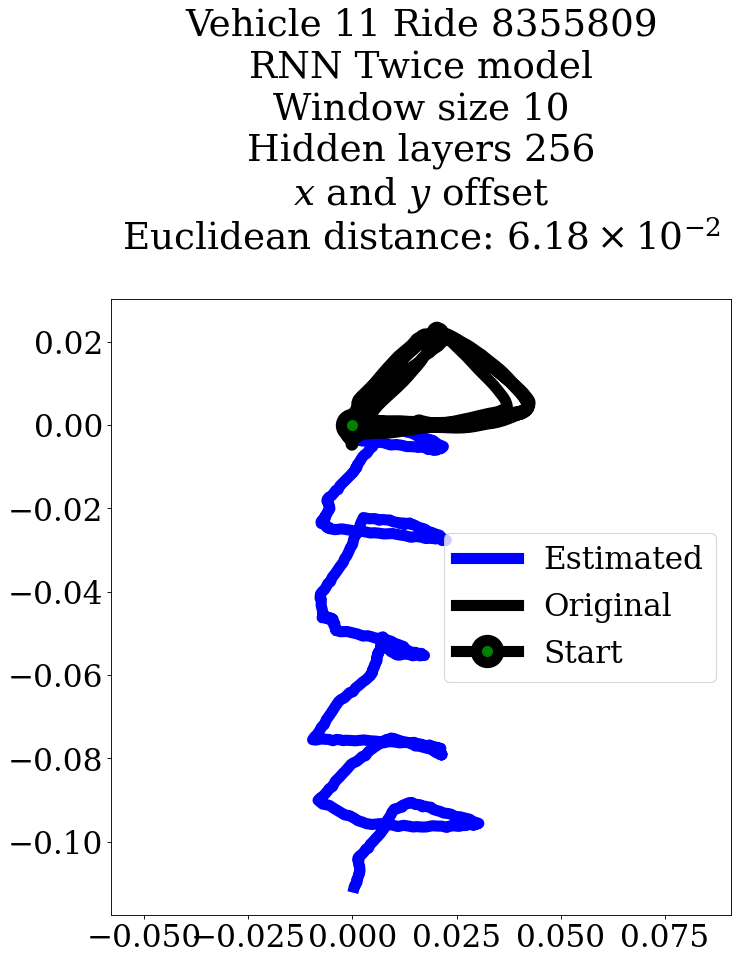 Vehicle 11 Ride 8355809
RNN Twice model
Window size 10
Hidden layers 256
x and y offset
Euclidean distance: 6.18 × 10⁻²
0.02
0.00
−0.02
−0.04
−0.06
−0.08
−0.10
Estimated
Original
Start
−0.050 −0.025 0.000 0.025 0.050 0.075